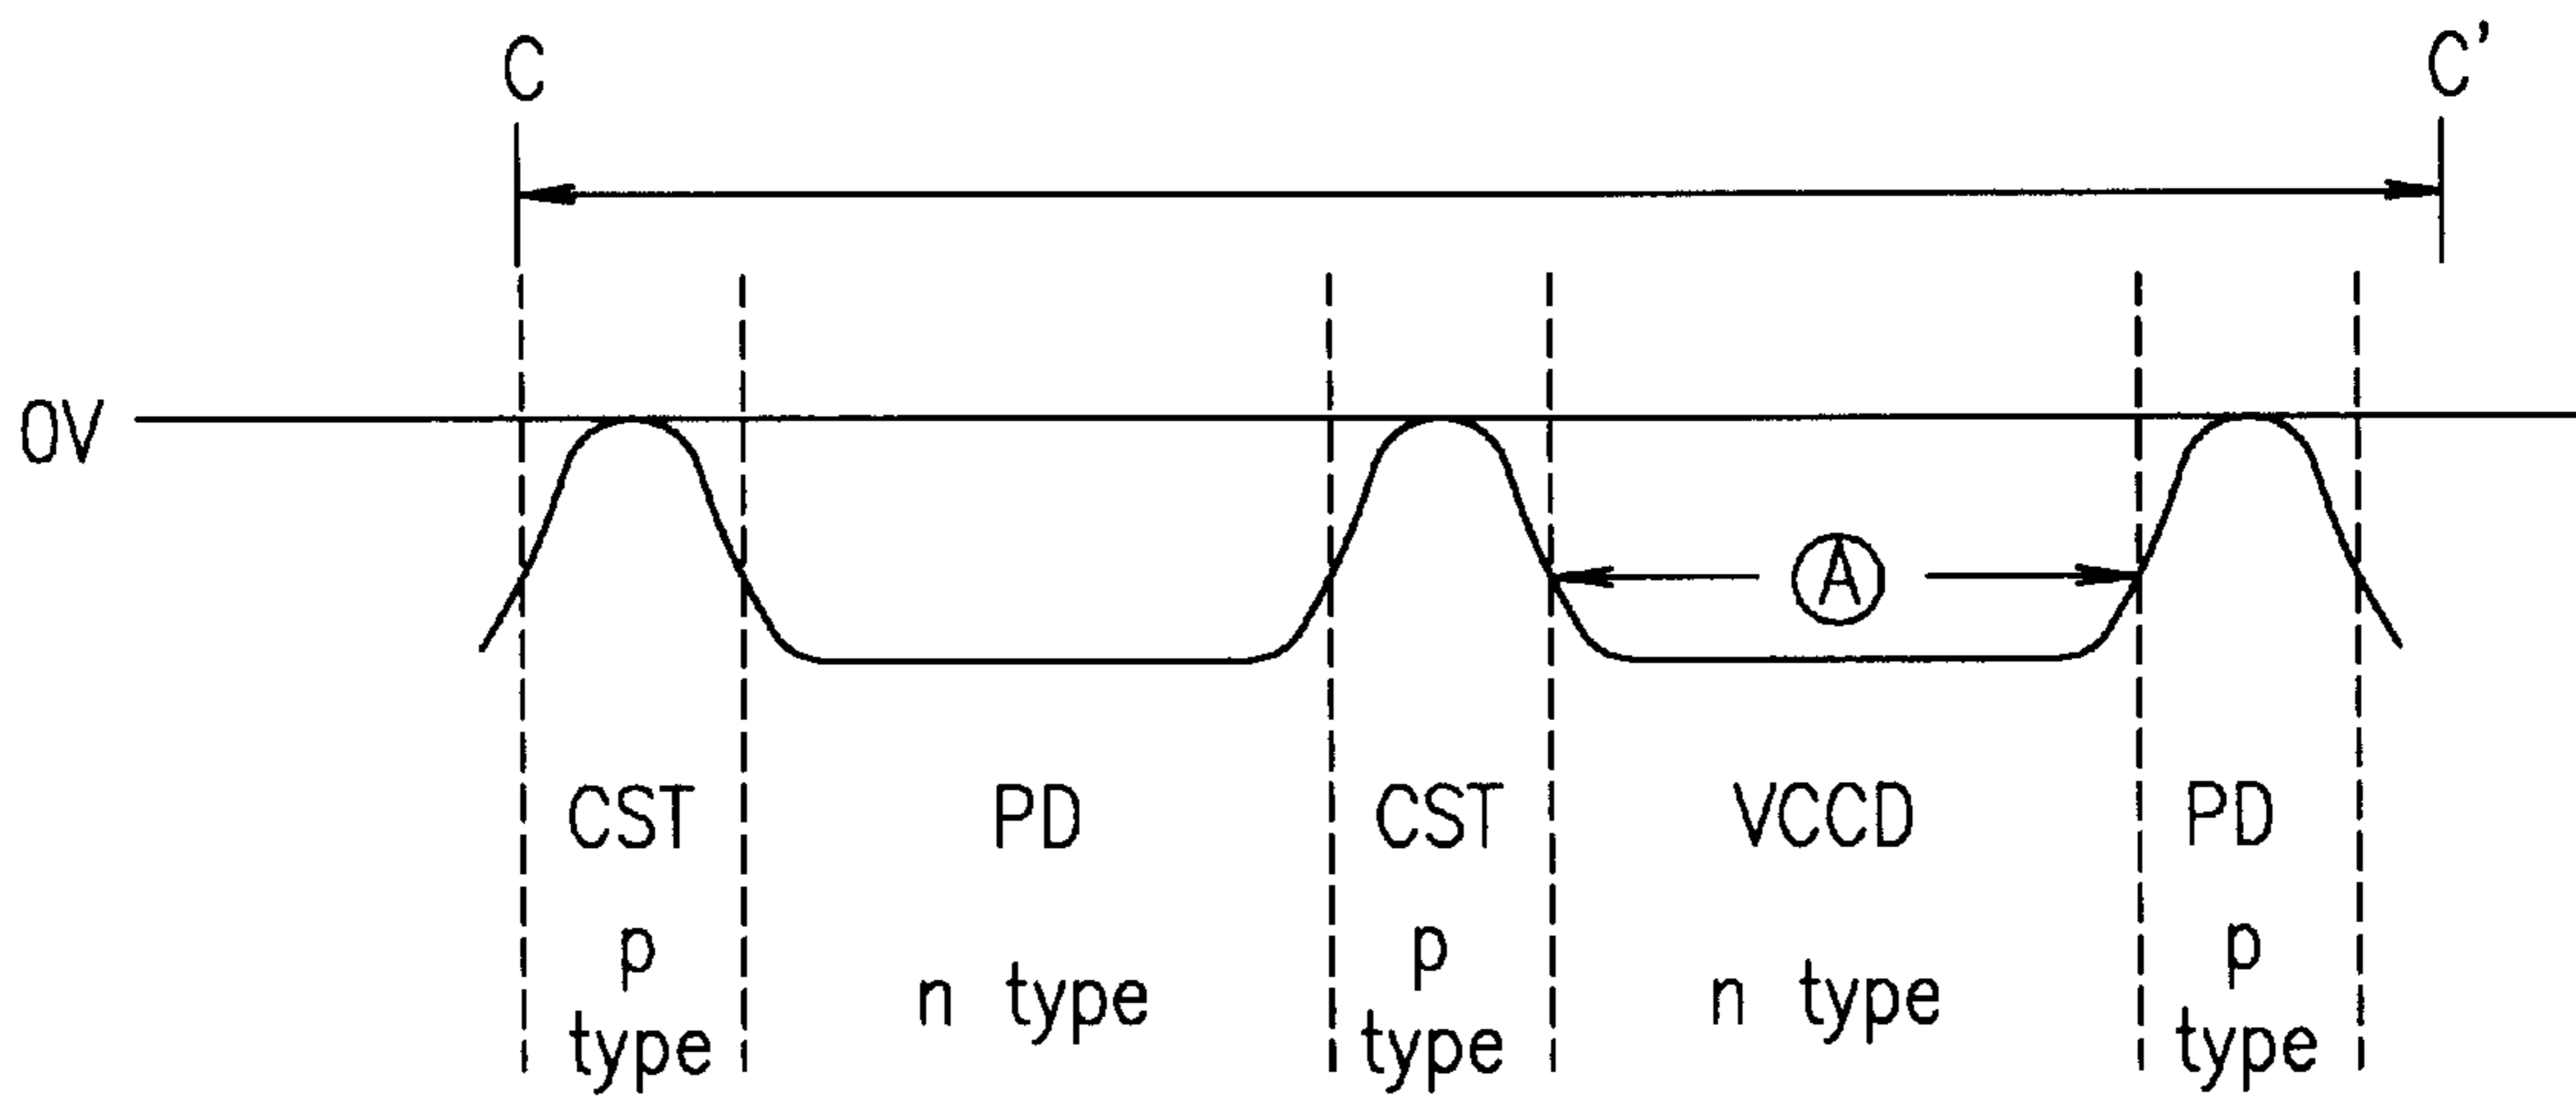 C C'
0V
A
CST PD CST VCCD PD
p type n type p type n type p type